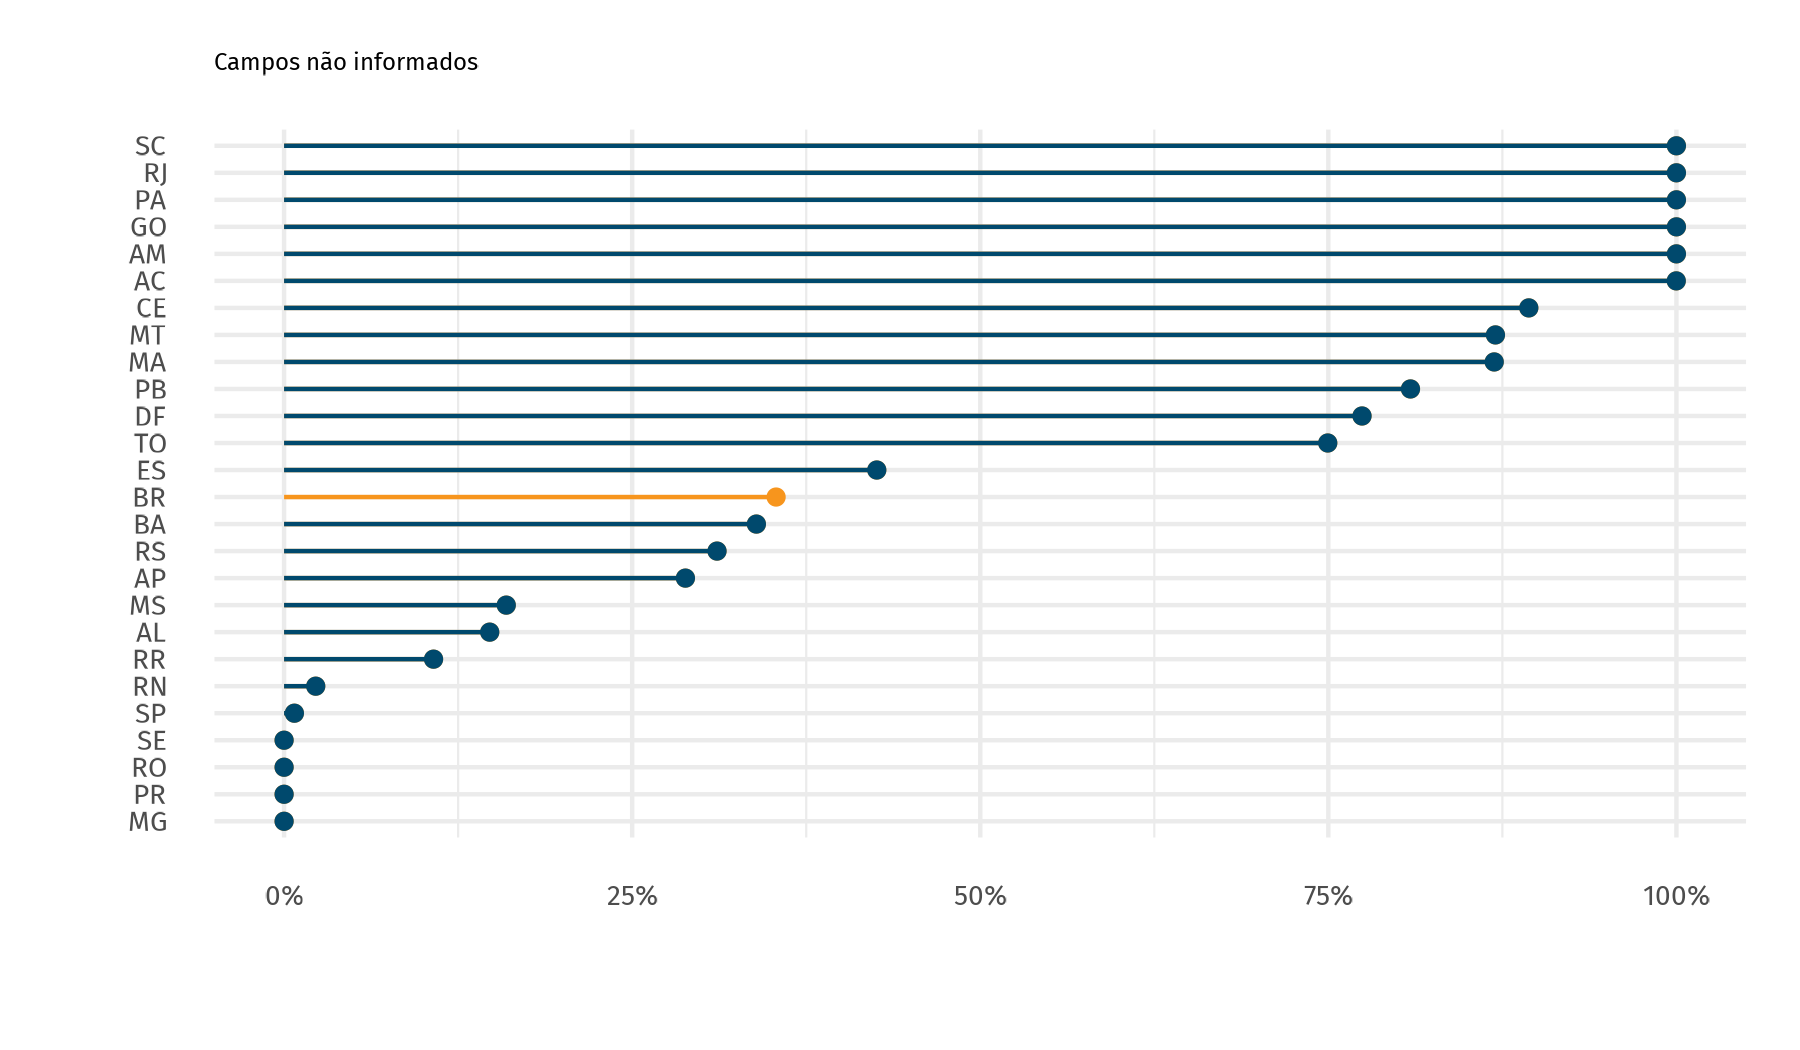 Campos não informados
SC
RJ
PA
GO
AM
AC
CE
MT
MA
PB
DF
TO
ES
BR
BA
RS
AP
MS
AL
RR
RN
SP
SE
RO
PR
MG
0% 25% 50% 75% 100%